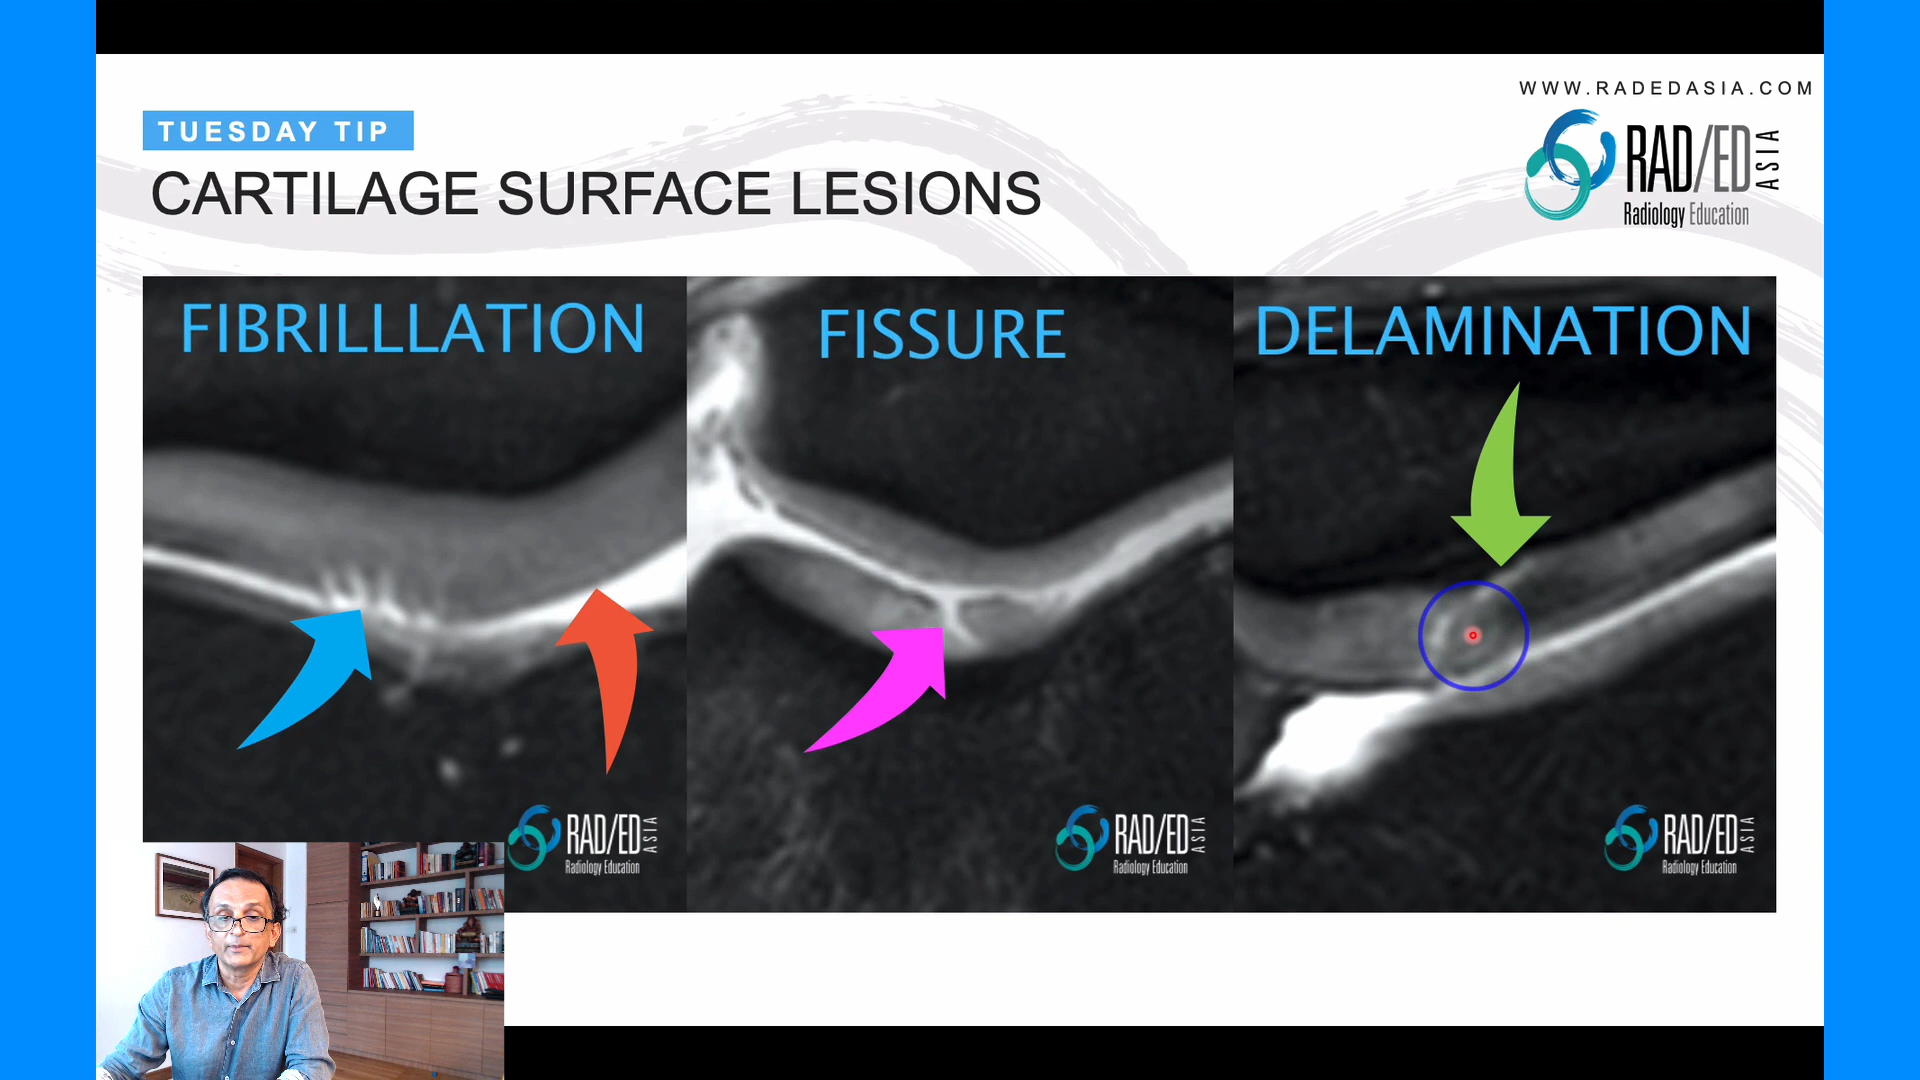 WWW.RADEDASIA.COM
TUESDAY TIP
CARTILAGE SURFACE LESIONS
RAD/ED ASIA
Radiology Education
FIBRILLLATION
FISSURE
DELAMINATION
RAD/ED ASIA
Radiology Education
RAD/ED ASIA
Radiology Education
RAD/ED ASIA
Radiology Education